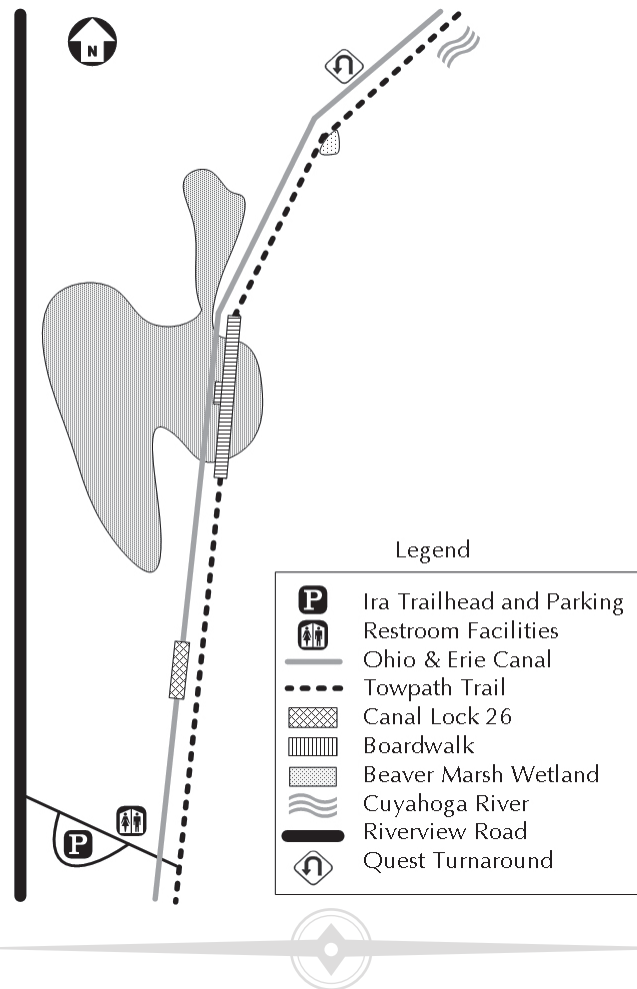 N
P
Legend
P Ira Trailhead and Parking
Restroom Facilities
Ohio & Erie Canal
Towpath Trail
Canal Lock 26
Boardwalk
Beaver Marsh Wetland
Cuyahoga River
Riverview Road
Quest Turnaround